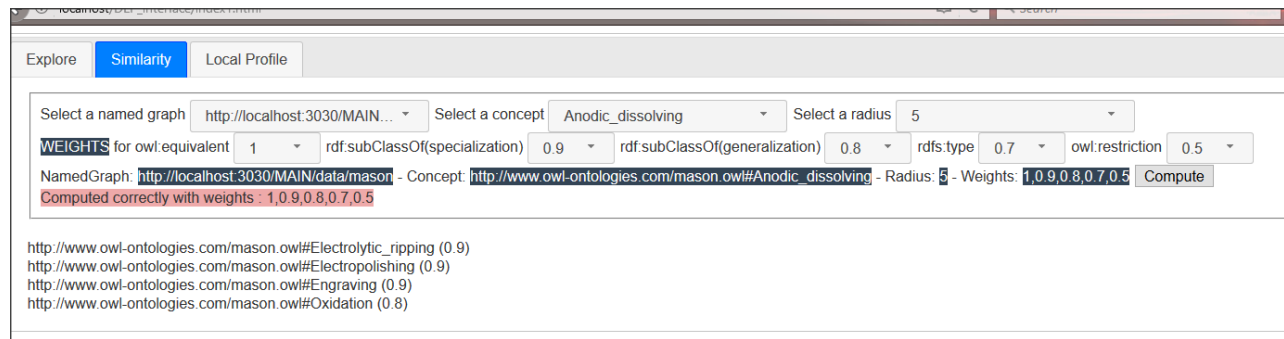 Explore Similarity Local Profile
Select a named graph http://localhost:3030/MAIN... Select a concept Anodic_dissolving Select a radius 5
WEIGHTS for owl:equivalent 1 rdf:subClassOf(specialization) 0.9 rdf:subClassOf(generalization) 0.8 rdfs:type 0.7 owl:restriction 0.5
NamedGraph: http://localhost:3030/MAIN/data/mason - Concept: http://www.owl-ontologies.com/mason.owl#Anodic_dissolving - Radius: 5 - Weights: 1,0.9,0.8,0.7,0.5 Compute
Computed correctly with weights : 1,0.9,0.8,0.7,0.5
http://www.owl-ontologies.com/mason.owl#Electrolytic_ripping (0.9)
http://www.owl-ontologies.com/mason.owl#Electropolishing (0.9)
http://www.owl-ontologies.com/mason.owl#Engraving (0.9)
http://www.owl-ontologies.com/mason.owl#Oxidation (0.8)